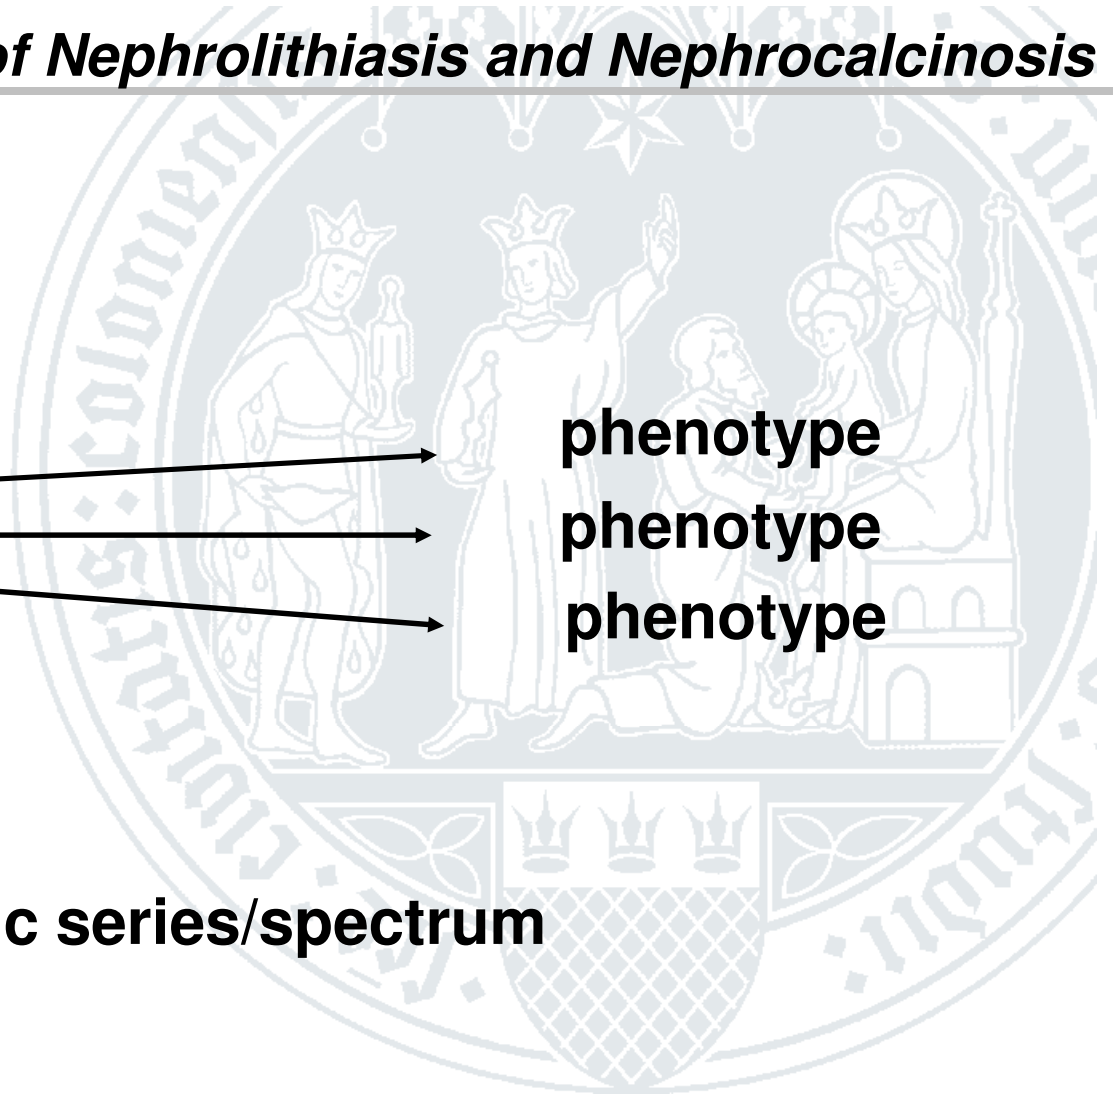 of Nephrolithiasis and Nephrocalcinosis
phenotype
phenotype
phenotype
c series/spectrum